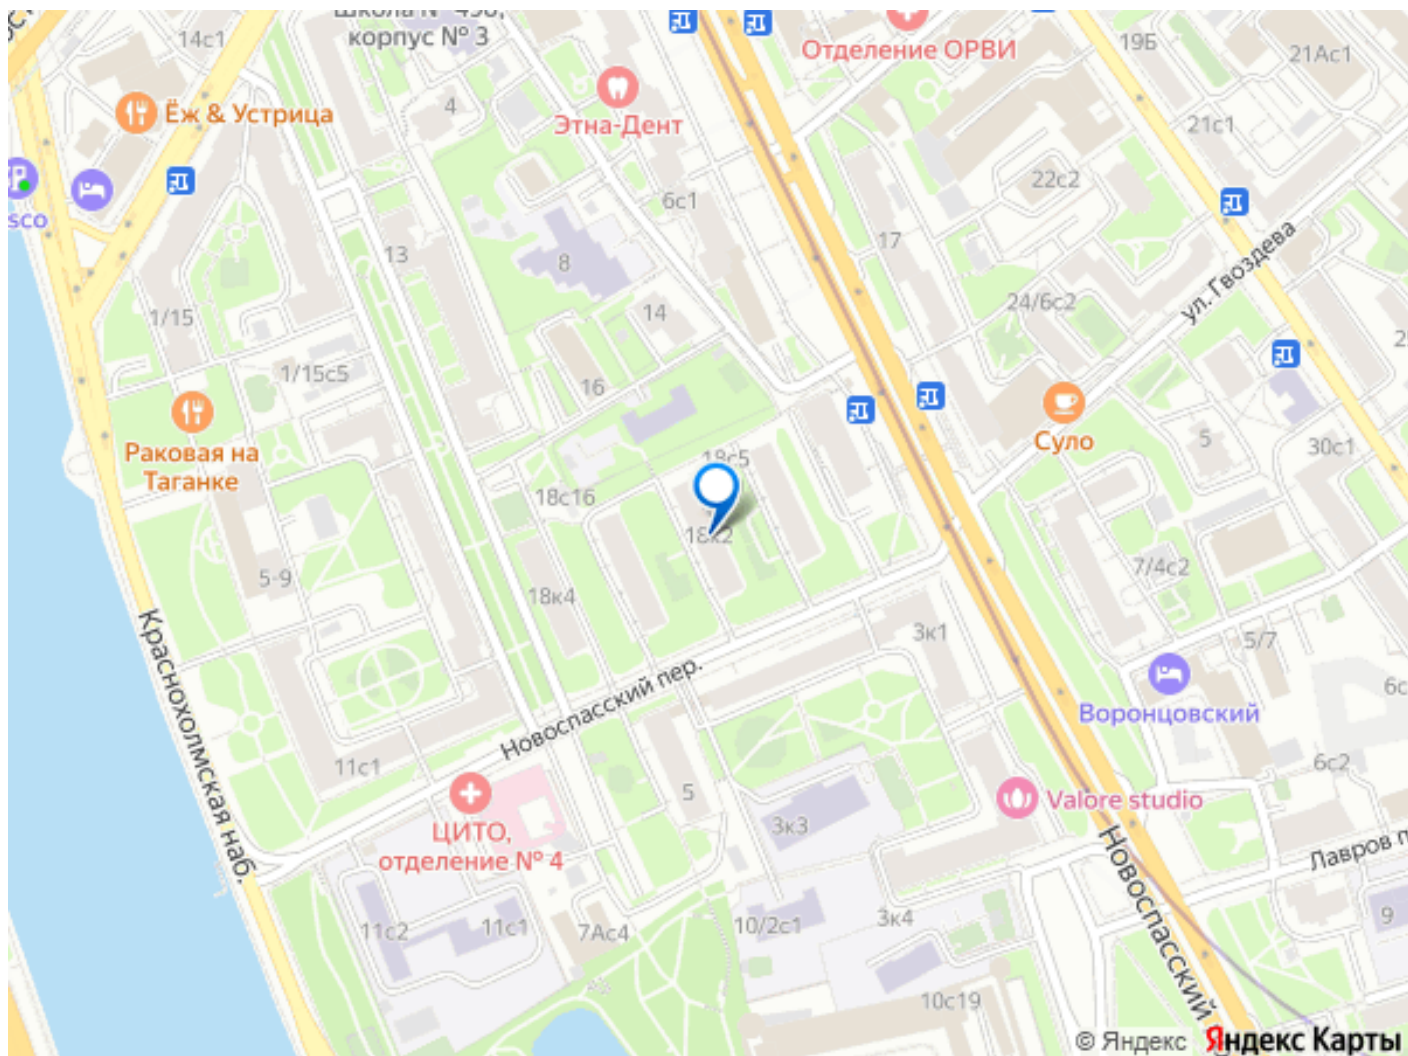 14с1
корпус № 3
Отделение ОРВИ
19Б
21Ас1
Ёж & Устрица
4
Этна-Дент
21с1
22с2
6с1
sco
13
8
17
ул. Гвоздева
1/15
14
24/6с2
1/15с5
16
Раковая на
Таганке
Суло
5
30с1
18с5
18с16
18к2
5-9
18к4
7/4с2
3к1
5/7
Краснохолмская наб.
Новоспасский пер.
Воронцовский
11с1
6с2
5
ЦИТО,
отделение № 4
Valore studio
3к3
Лавров п
Новоспасский
11с2
11с1
7Ас4
10/2с1
3к4
9
10с19
© Яндекс
Яндекс Карты